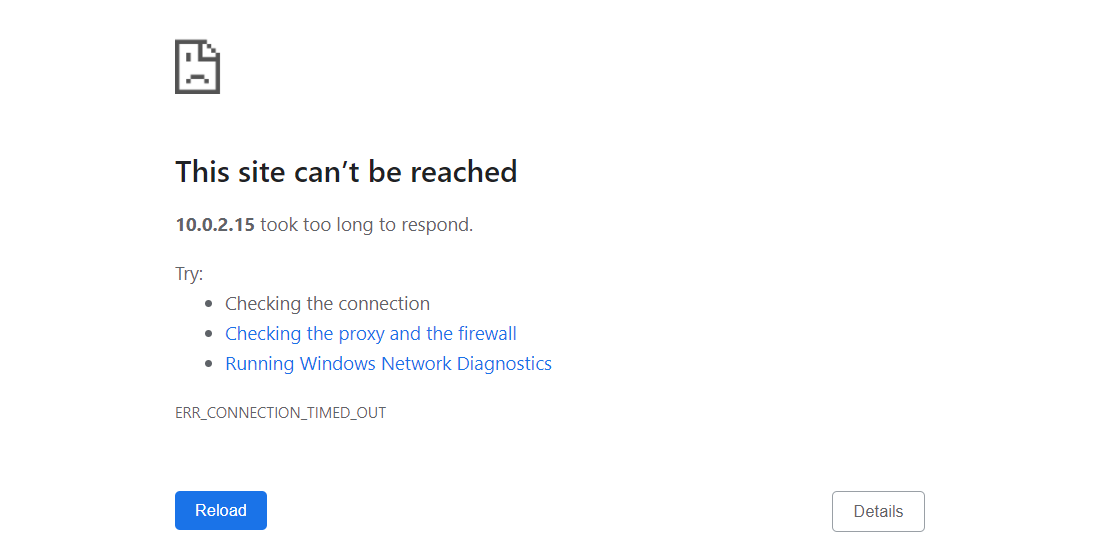 This site can’t be reached
10.0.2.15 took too long to respond.
Try:
Checking the connection
Checking the proxy and the firewall
Running Windows Network Diagnostics
ERR_CONNECTION_TIMED_OUT
Reload
Details